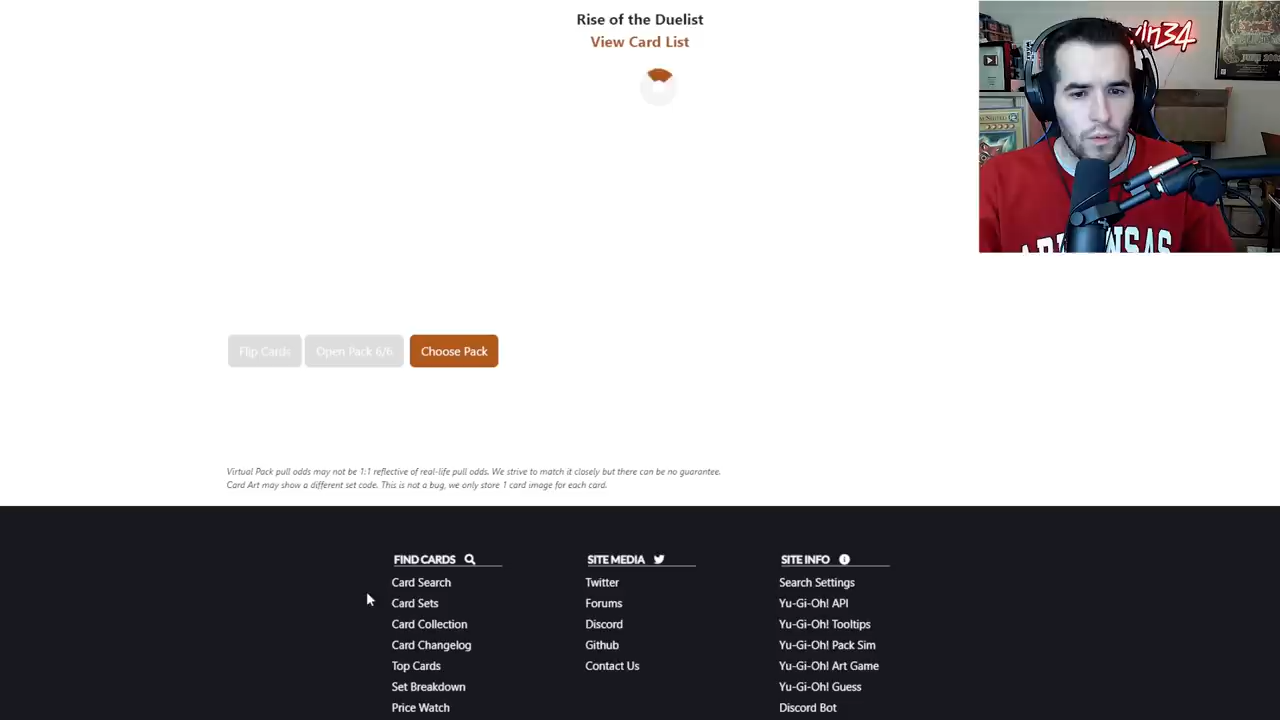 Rise of the Duelist
View Card List
Flip Cards
Open Pack 6/6
Choose Pack
Virtual Pack pull odds may not be 1:1 reflective of real-life pull odds. We strive to match it closely but there can be no guarantee.
Card Art may show a different set code. This is not a bug, we only store 1 card image for each card.
FIND CARDS
Card Search
Card Sets
Card Collection
Card Changelog
Top Cards
Set Breakdown
Price Watch
SITE MEDIA
Twitter
Forums
Discord
Github
Contact Us
SITE INFO
Search Settings
Yu-Gi-Oh! API
Yu-Gi-Oh! Tooltips
Yu-Gi-Oh! Pack Sim
Yu-Gi-Oh! Art Game
Yu-Gi-Oh! Guess
Discord Bot